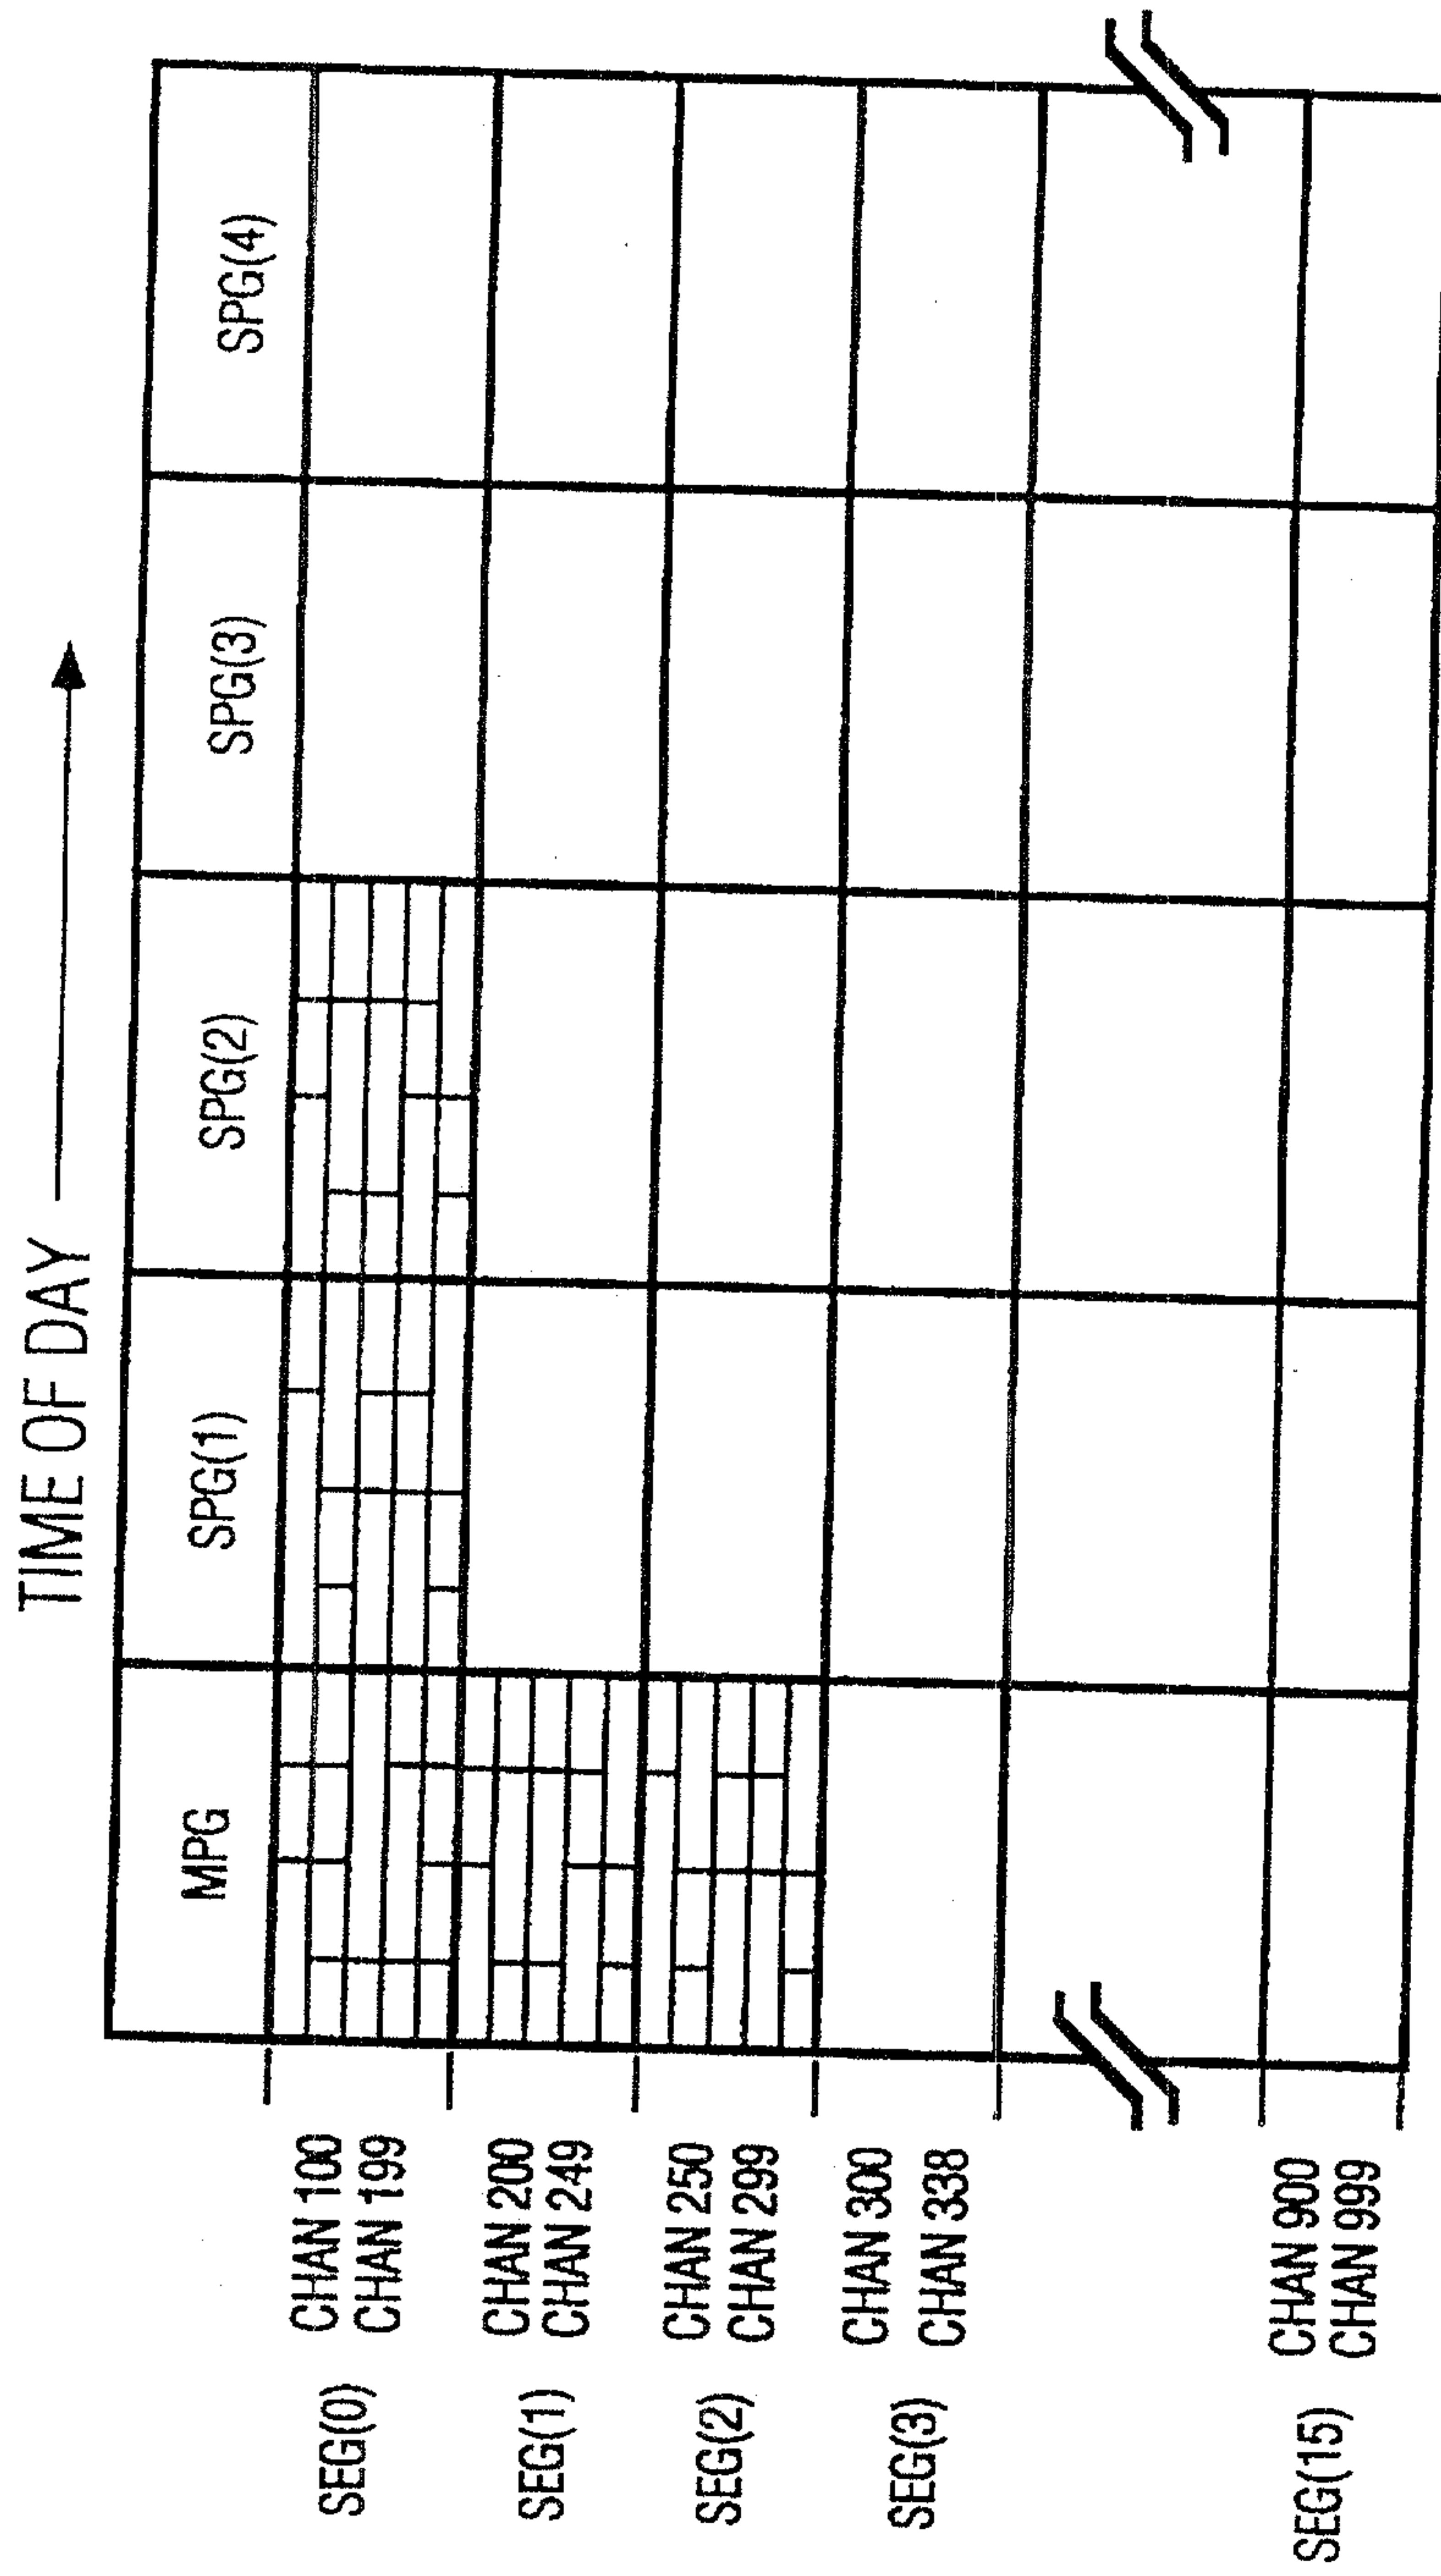 TIME OF DAY
MPG SPG(1) SPG(2) SPG(3) SPG(4)
SEG(0) CHAN 100
CHAN 199
SEG(1) CHAN 200
CHAN 249
SEG(2) CHAN 250
CHAN 299
SEG(3) CHAN 300
CHAN 338
SEG(15) CHAN 900
CHAN 999